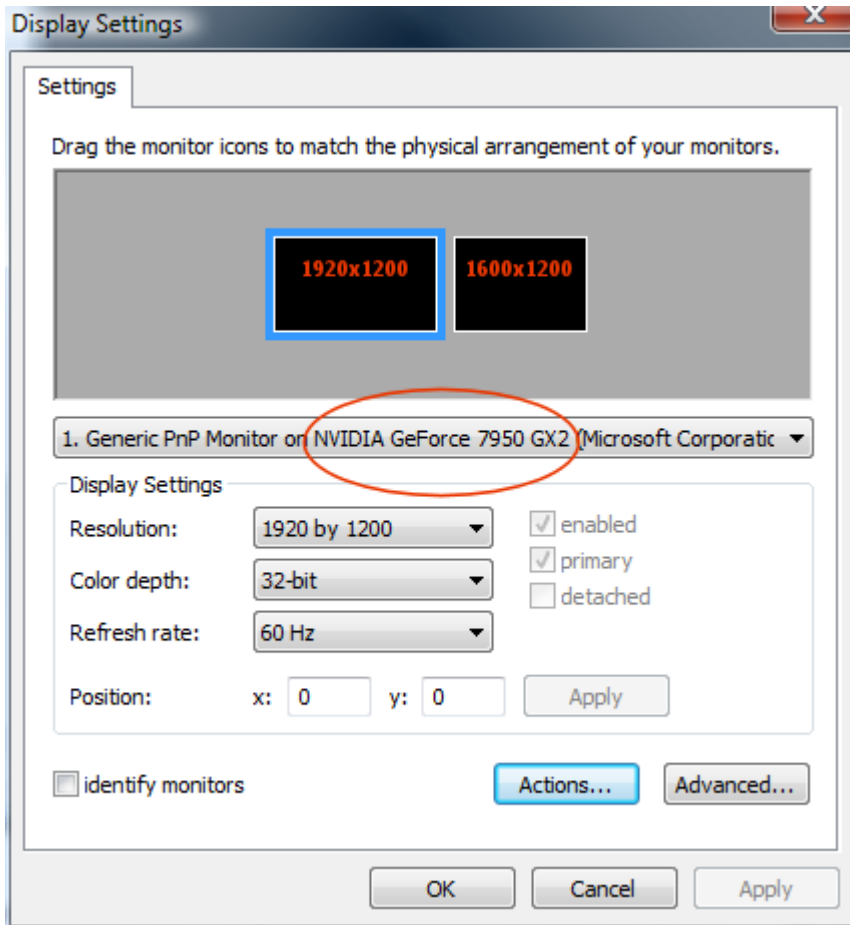 Display Settings
Settings
Drag the monitor icons to match the physical arrangement of your monitors.
1920x1200 1600x1200
1. Generic PnP Monitor on NVIDIA GeForce 7950 GX2 (Microsoft Corporatic
Display Settings
Resolution: 1920 by 1200 enabled
primary
Color depth: 32-bit
detached
Refresh rate: 60 Hz
Position: x: 0 y: 0 Apply
identify monitors Actions... Advanced...
OK Cancel Apply